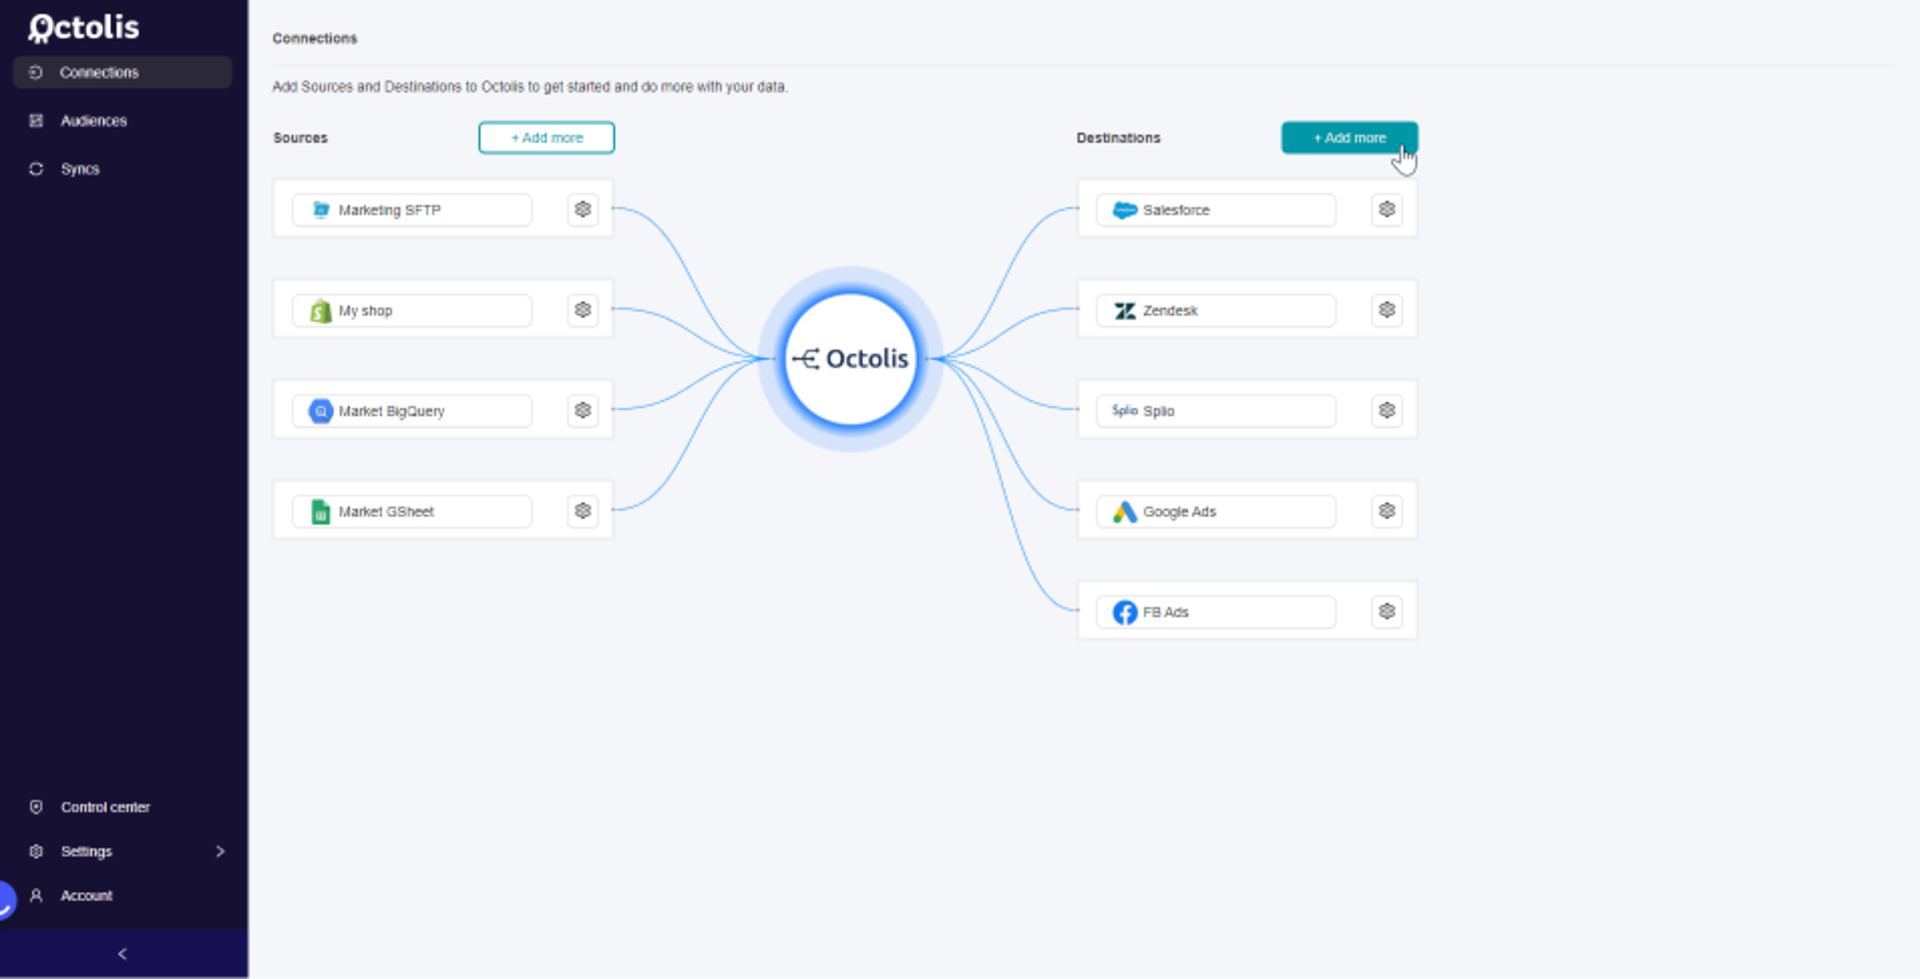 Octolis
Connections
Audiences
Syncs
Control center
Settings
Account
Connections
Add Sources and Destinations to Octolis to get started and do more with your data.
Sources
+ Add more
Marketing SFTP
My shop
Market BigQuery
Market GSheet
Octolis
Destinations
+ Add more
Salesforce
Zendesk
Splio Splio
Google Ads
FB Ads